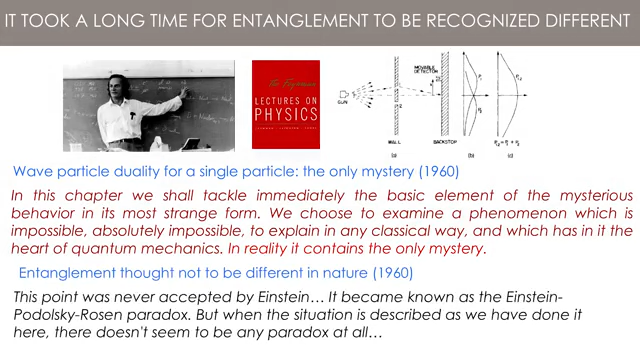 IT TOOK A LONG TIME FOR ENTANGLEMENT TO BE RECOGNIZED DIFFERENT
The Feynman
LECTURES ON
PHYSICS
GUN
MOVABLE
DETECTOR
WALL
BACKSTOP
(a)
(b)
(c)
Wave particle duality for a single particle: the only mystery (1960)
In this chapter we shall tackle immediately the basic element of the mysterious
behavior in its most strange form. We choose to examine a phenomenon which is
impossible, absolutely impossible, to explain in any classical way, and which has in it the
heart of quantum mechanics. In reality it contains the only mystery.
Entanglement thought not to be different in nature (1960)
This point was never accepted by Einstein… It became known as the Einstein-
Podolsky-Rosen paradox. But when the situation is described as we have done it
here, there doesn't seem to be any paradox at all…